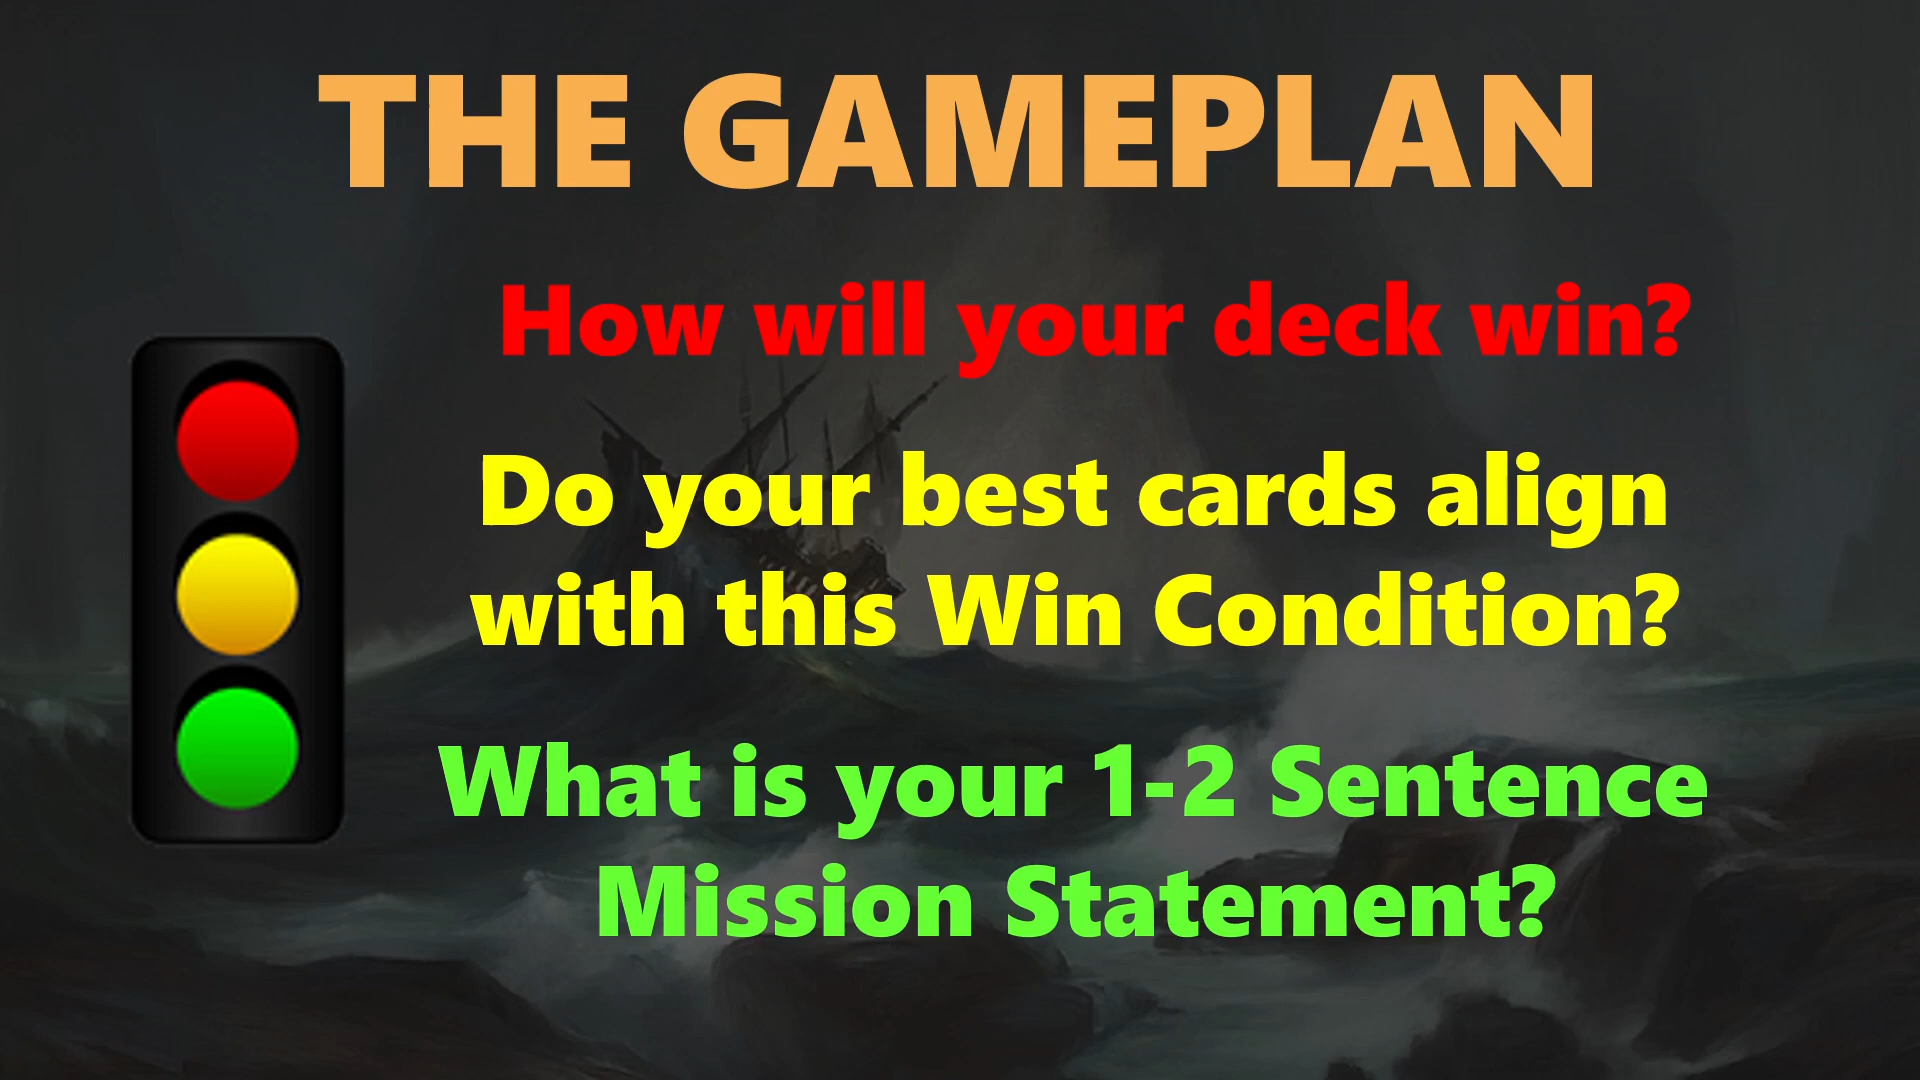 THE GAMEPLAN
How will your deck win?
Do your best cards align
with this Win Condition?
What is your 1-2 Sentence
Mission Statement?